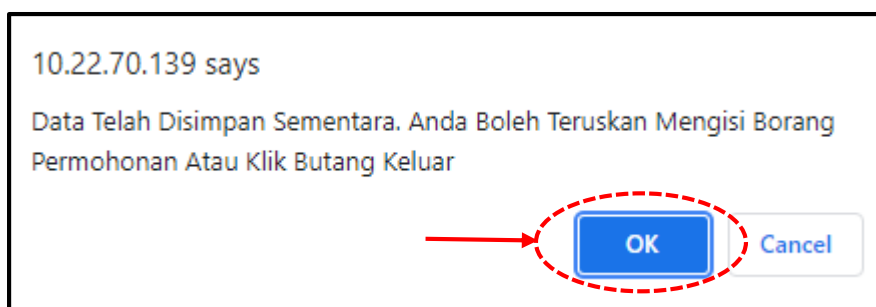 10.22.70.139 says
Data Telah Disimpan Sementara. Anda Boleh Teruskan Mengisi Borang
Permohonan Atau Klik Butang Keluar
OK
Cancel